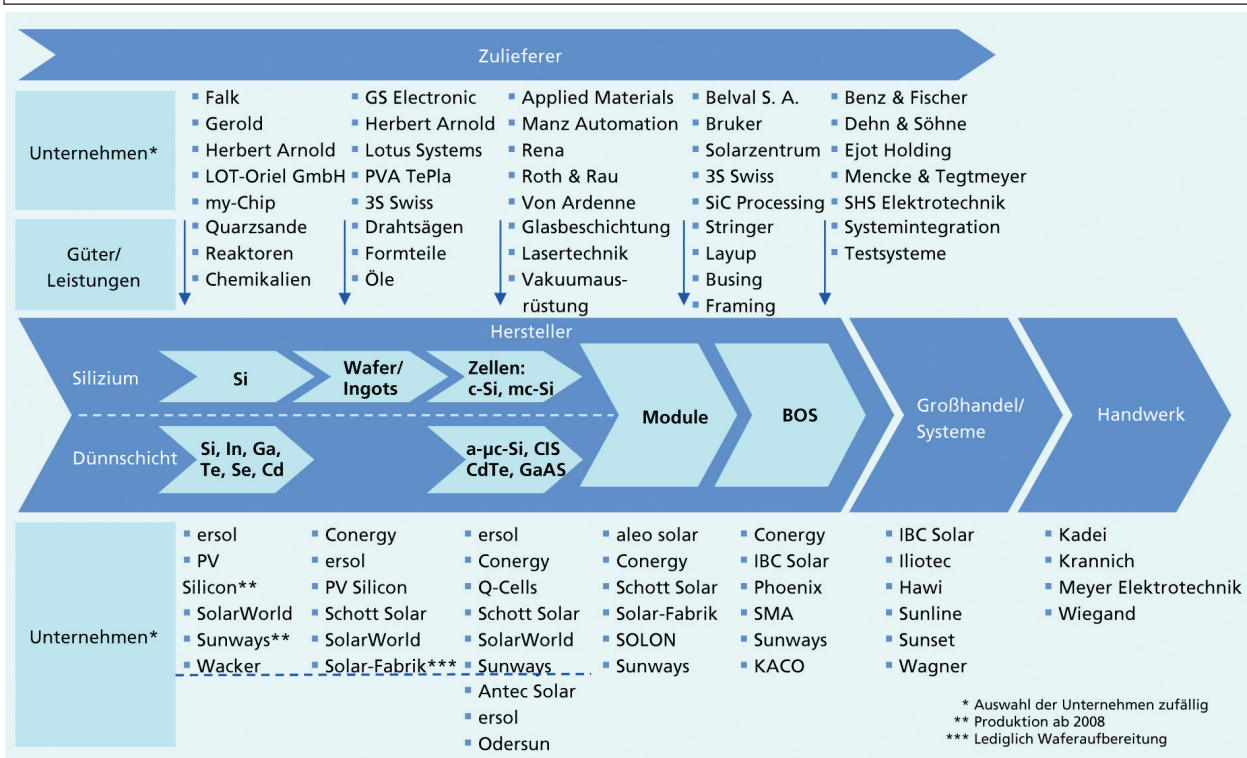 Zulieferer
Unternehmen*
Falk
Gerold
Herbert Arnold
LOT-Oriel GmbH
my-Chip
GS Electronic
Herbert Arnold
Lotus Systems
PVA TePla
3S Swiss
Applied Materials
Manz Automation
Rena
Roth & Rau
Von Ardenne
Belval S. A.
Bruker
Solarzentrum
3S Swiss
SiC Processing
Benz & Fischer
Dehn & Söhne
Ejot Holding
Mencke & Tegtmeyer
SHS Elektrotechnik
Güter/
Leistungen
Quarzsande
Reaktoren
Chemikalien
Drahtsägen
Formteile
Öle
Glasbeschichtung
Lasertechnik
Vakuumaus-
rüstung
Stringer
Layup
Busing
Framing
Systemintegration
Testsysteme
Hersteller
Silizium
Si
Wafer/
Ingots
Zellen:
c-Si, mc-Si
Dünnschicht
Si, In, Ga,
Te, Se, Cd
a-µc-Si, CIS
CdTe, GaAS
Module
BOS
Großhandel/
Systeme
Handwerk
Unternehmen*
ersol
PV
Silicon**
SolarWorld
Sunways**
Wacker
Conergy
ersol
PV Silicon
Schott Solar
SolarWorld
Solar-Fabrik***
ersol
Conergy
Q-Cells
Schott Solar
SolarWorld
Sunways
Antec Solar
ersol
Odersun
aleo solar
Conergy
Schott Solar
Solar-Fabrik
SOLON
Sunways
Conergy
IBC Solar
Phoenix
SMA
Sunways
KACO
IBC Solar
Iliotec
Hawi
Sunline
Sunset
Wagner
Kadei
Krannich
Meyer Elektrotechnik
Wiegand
* Auswahl der Unternehmen zufällig
** Produktion ab 2008
*** Lediglich Waferaufbereitung